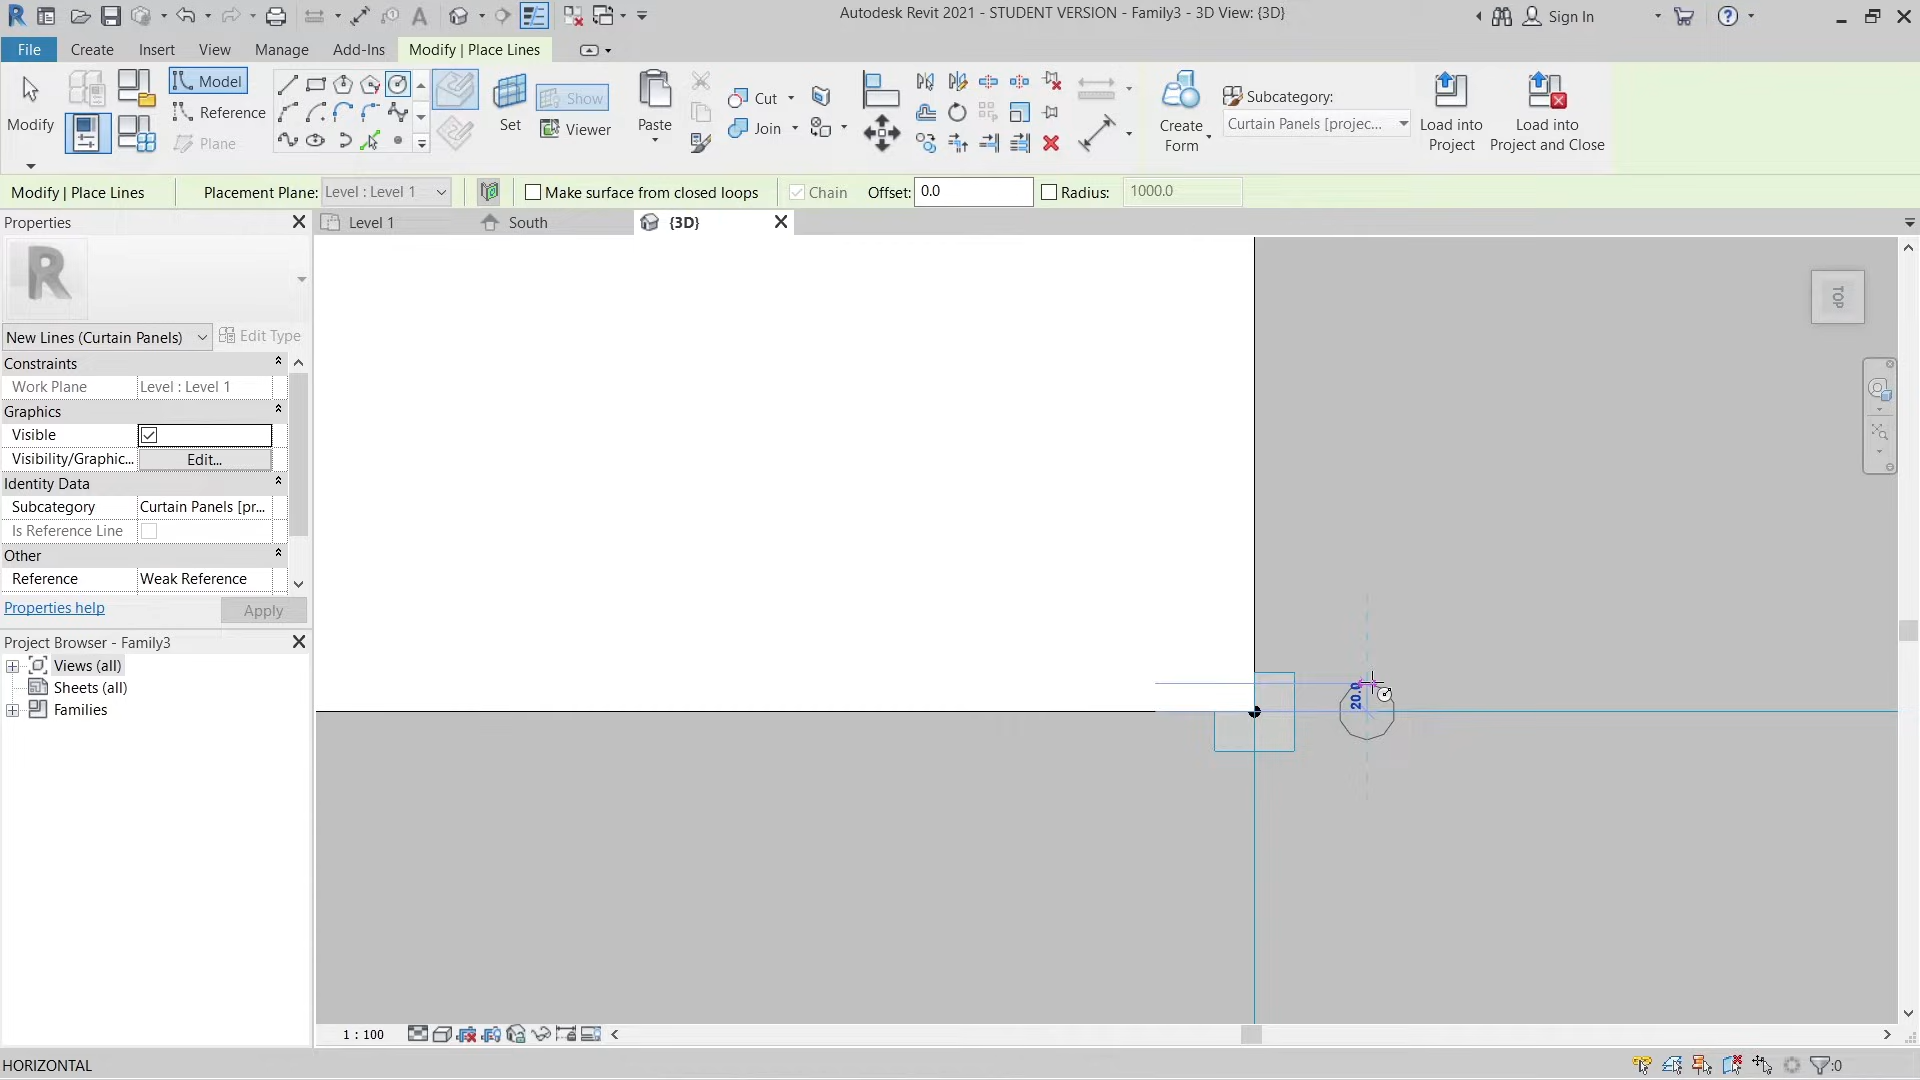 Autodesk Revit 2021 - STUDENT VERSION - Family3 - 3D View: {3D}
Sign In
File
Create
Insert
View
Manage
Add-Ins
Modify | Place Lines
Modify
Model
Reference
Plane
Set
Show
Viewer
Paste
Cut
Join
Create
Form
Subcategory:
Curtain Panels [projec...
Load into
Project
Load into
Project and Close
Modify | Place Lines
Placement Plane:
Level : Level 1
Make surface from closed loops
Chain
Offset:
0.0
Radius:
1000.0
Properties
Level 1
South
{3D}
R
New Lines (Curtain Panels)
Edit Type
Constraints
Work Plane
Level : Level 1
Graphics
Visible
Visibility/Graphic...
Edit...
Identity Data
Subcategory
Curtain Panels [pr...
Is Reference Line
Other
Reference
Weak Reference
Properties help
Apply
Project Browser - Family3
Views (all)
Sheets (all)
Families
TOP
20.0
1 : 100
HORIZONTAL
:0